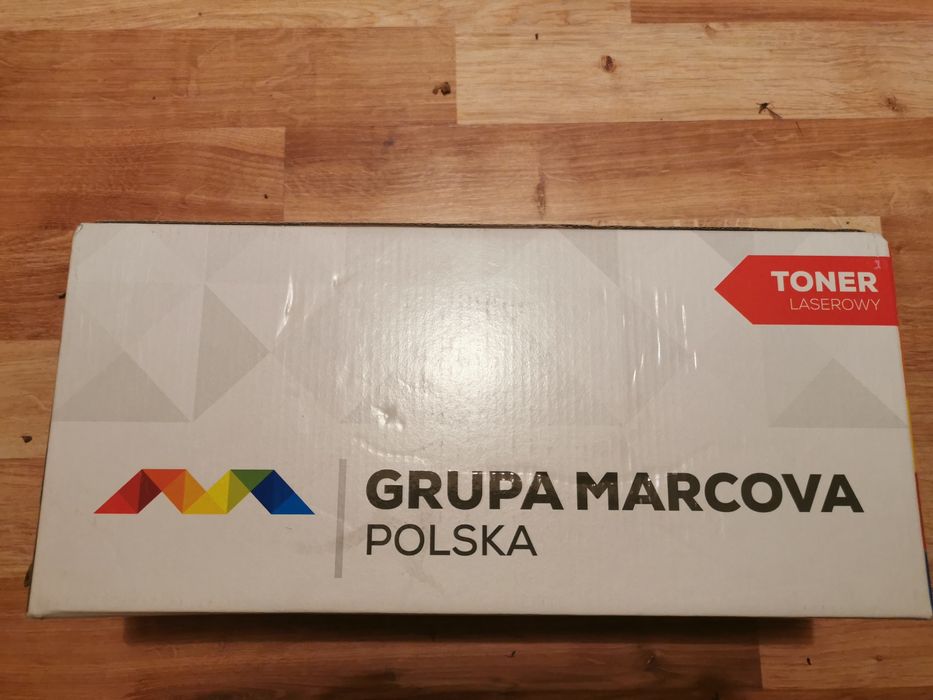 TONER
LASEROWY
GRUPA MARCOVA
POLSKA